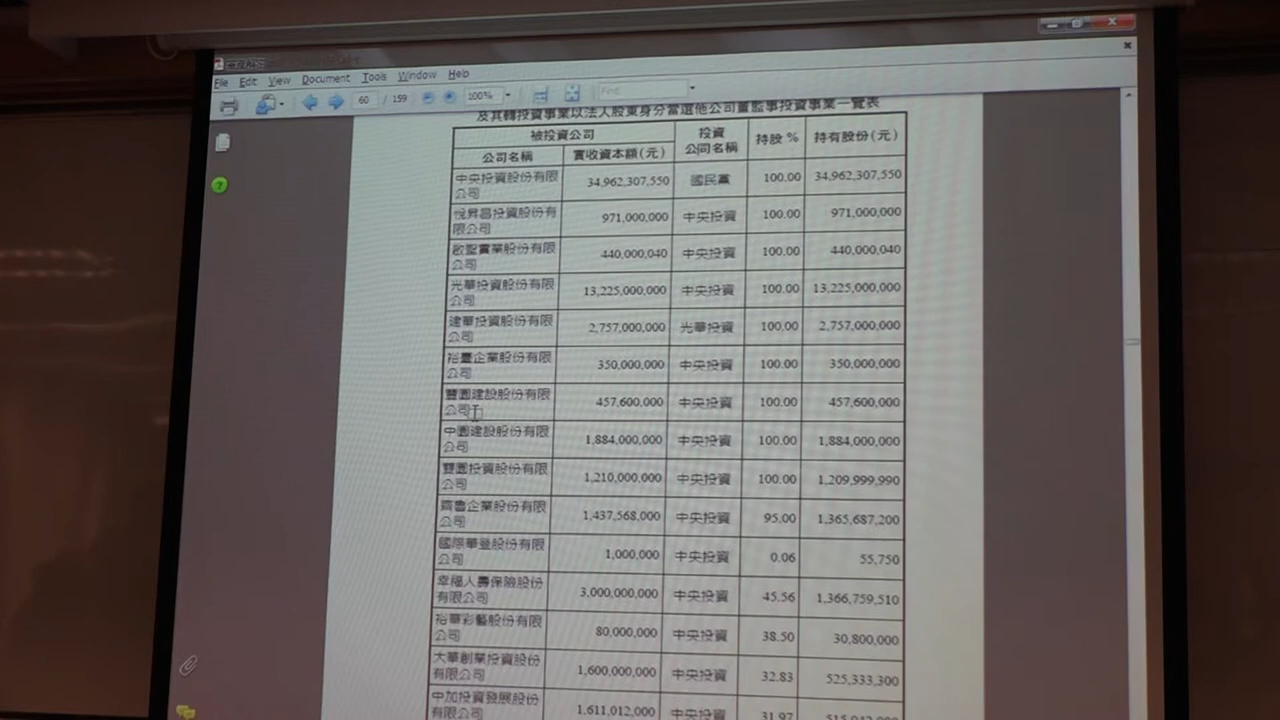 File Edit View Document Tools Window Help
60 / 159 100% Find
及其轉投資事業以法人股東身分當選他公司董監事投資事業一覽表
被投資公司 投資公司名稱 持股 % 持有股份(元)
公司名稱 實收資本額(元)
中央投資股份有限公司 34,962,307,550 國民黨 100.00 34,962,307,550
悅昇昌投資股份有限公司 971,000,000 中央投資 100.00 971,000,000
啟聖實業股份有限公司 440,000,040 中央投資 100.00 440,000,040
光華投資股份有限公司 13,225,000,000 中央投資 100.00 13,225,000,000
建華投資股份有限公司 2,757,000,000 光華投資 100.00 2,757,000,000
裕臺企業股份有限公司 350,000,000 中央投資 100.00 350,000,000
豐園建設股份有限公司 457,600,000 中央投資 100.00 457,600,000
中園建設股份有限公司 1,884,000,000 中央投資 100.00 1,884,000,000
雙園投資股份有限公司 1,210,000,000 中央投資 100.00 1,209,999,990
齊魯企業股份有限公司 1,437,568,000 中央投資 95.00 1,365,687,200
國際華登股份有限公司 1,000,000 中央投資 0.06 55,750
幸福人壽保險股份有限公司 3,000,000,000 中央投資 45.56 1,366,759,510
裕華彩藝股份有限公司 80,000,000 中央投資 38.50 30,800,000
大華創業投資股份有限公司 1,600,000,000 中央投資 32.83 525,333,300
中加投資發展股份有限公司 1,611,012,000 中央投資 31.97